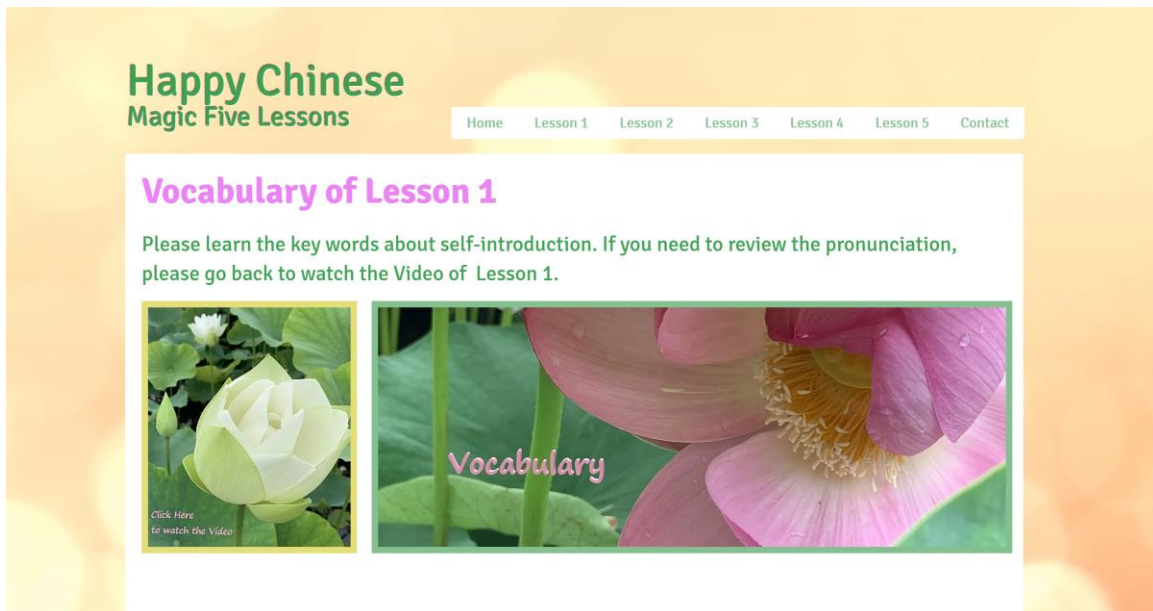 Happy Chinese
Magic Five Lessons
Home Lesson 1 Lesson 2 Lesson 3 Lesson 4 Lesson 5 Contact
Vocabulary of Lesson 1
Please learn the key words about self-introduction. If you need to review the pronunciation,
please go back to watch the Video of Lesson 1.
Click Here
to watch the Video
Vocabulary